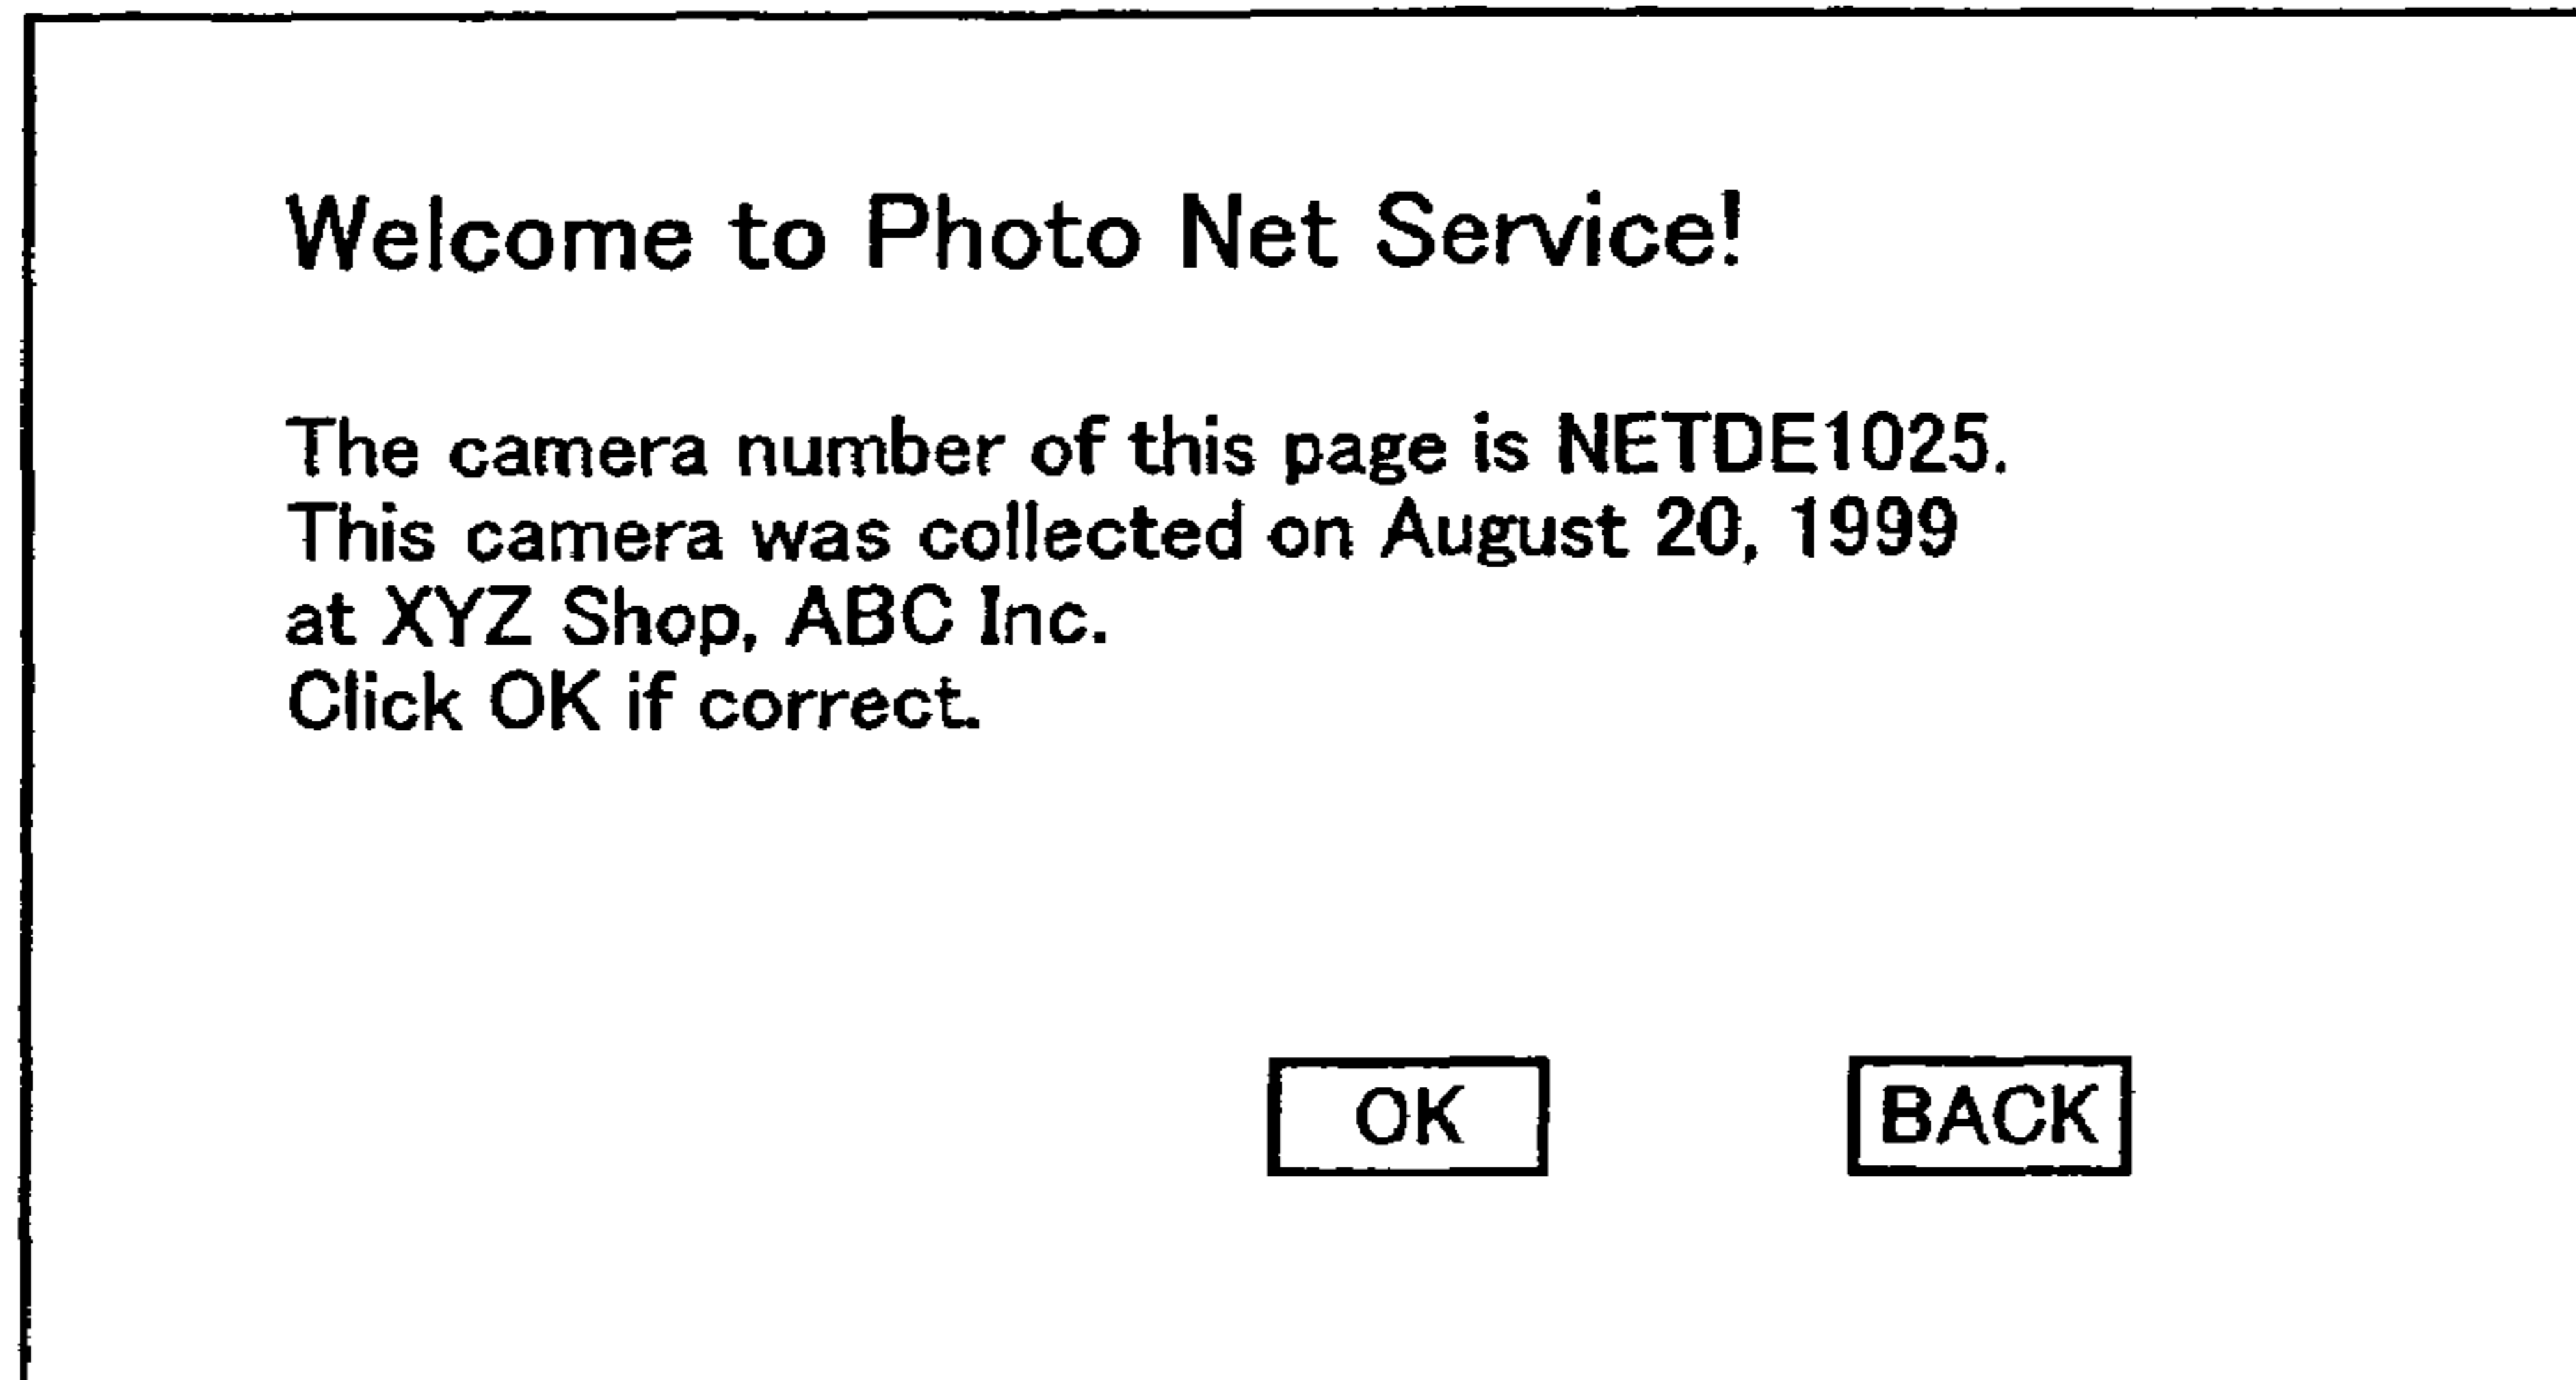 Welcome to Photo Net Service!
The camera number of this page is NETDE1025.
This camera was collected on August 20, 1999
at XYZ Shop, ABC Inc.
Click OK if correct.
OK BACK